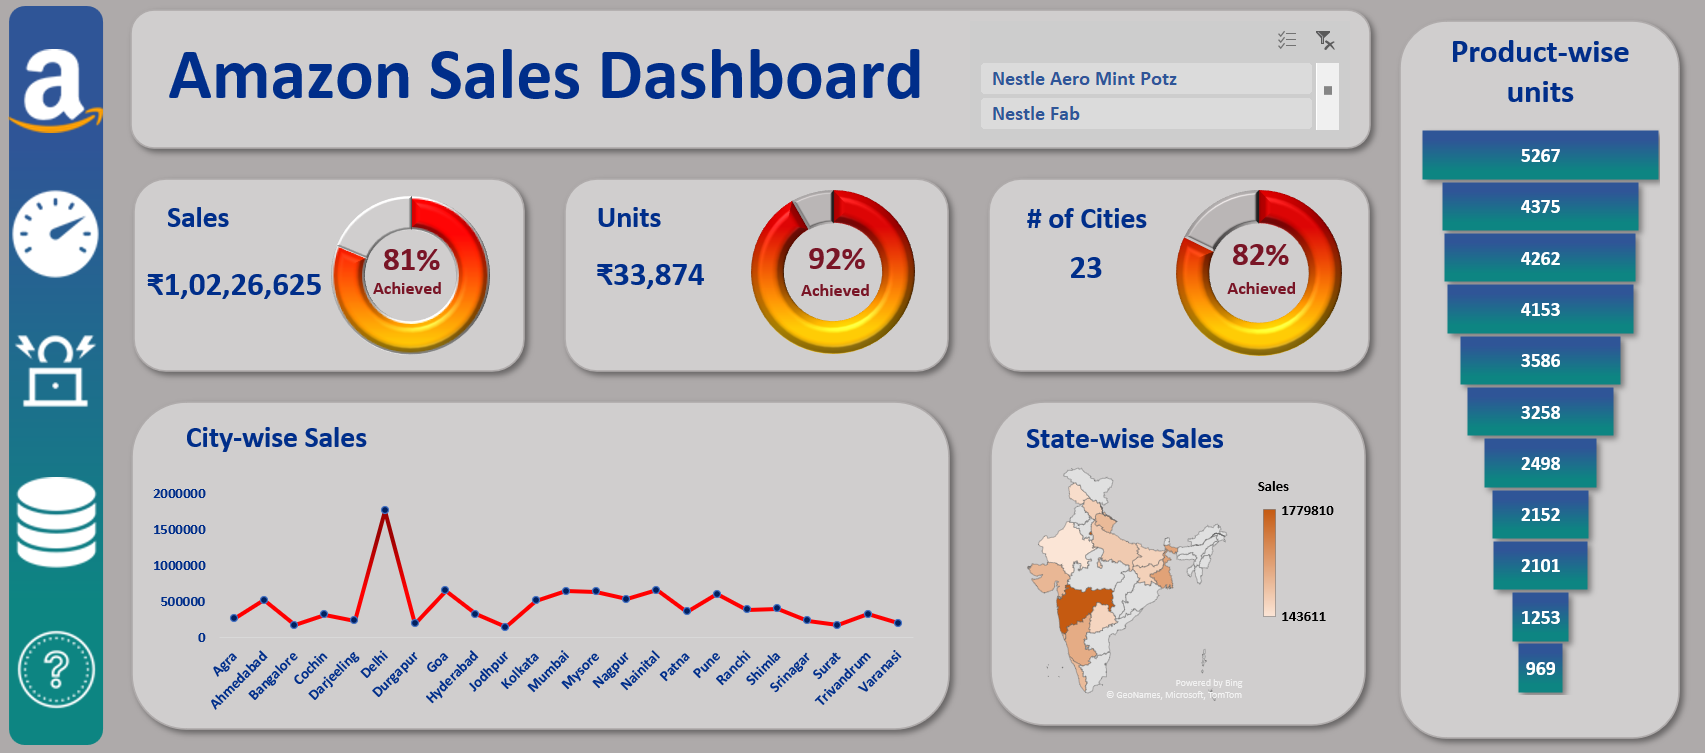 a
Amazon Sales Dashboard
Nestle Aero Mint Potz
Nestle Fab
Product-wise
units
5267
4375
4262
4153
3586
3258
2498
2152
2101
1253
969
Sales
₹1,02,26,625
81%
Achieved
Units
₹33,874
92%
Achieved
# of Cities
23
82%
Achieved
City-wise Sales
2000000
1500000
1000000
500000
0
Agra
Ahmedabad
Bangalore
Cochin
Darjeeling
Delhi
Durgapur
Goa
Hyderabad
Jodhpur
Kolkata
Mumbai
Mysore
Nagpur
Nainital
Patna
Pune
Ranchi
Shimla
Srinagar
Surat
Trivandrum
Varanasi
State-wise Sales
Sales
1779810
143611
Powered by Bing
© GeoNames, Microsoft, TomTom
?